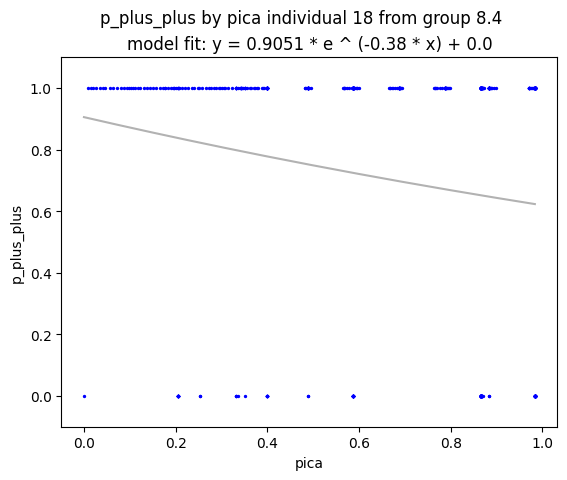 p_plus_plus by pica individual 18 from group 8.4
model fit: y = 0.9051 * e ^ (-0.38 * x) + 0.0
1.0
0.8
0.6
0.4
0.2
0.0
p_plus_plus
0.0 0.2 0.4 0.6 0.8 1.0
pica